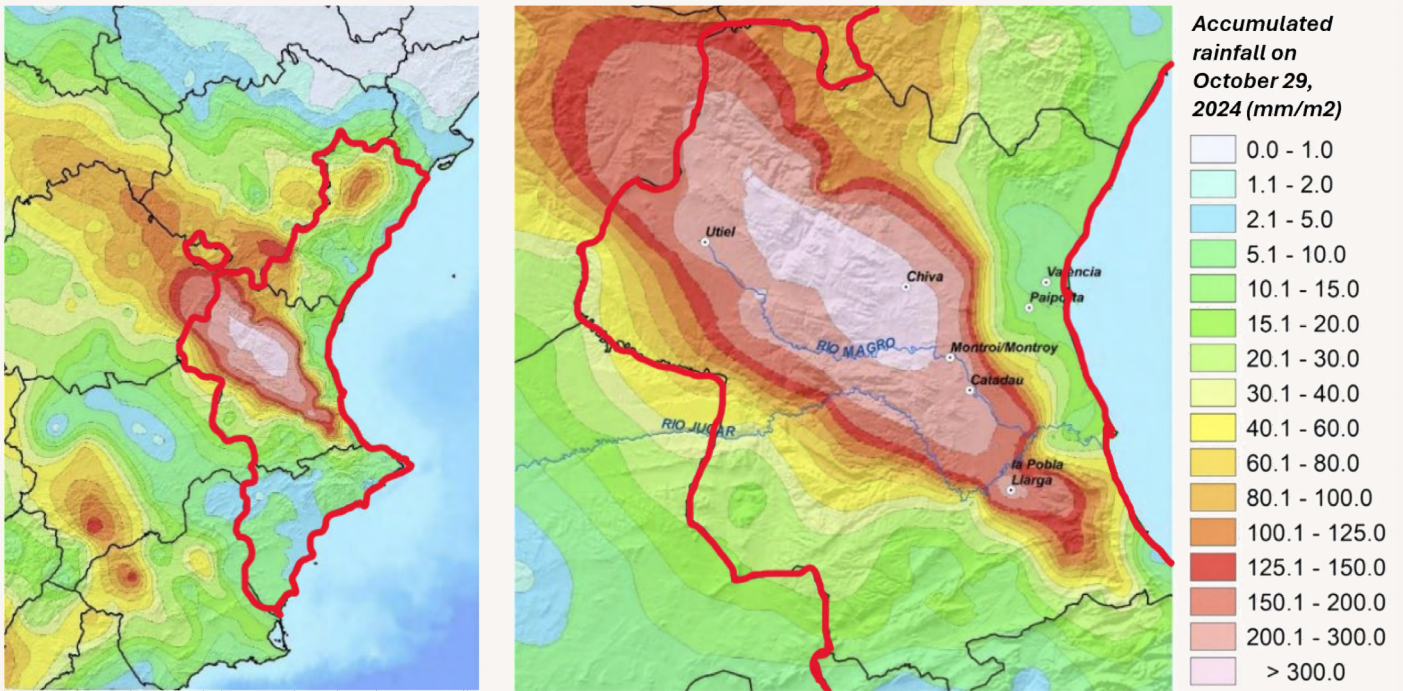 Accumulated
rainfall on
October 29,
2024 (mm/m2)
0.0 - 1.0
1.1 - 2.0
2.1 - 5.0
5.1 - 10.0
10.1 - 15.0
15.1 - 20.0
20.1 - 30.0
30.1 - 40.0
40.1 - 60.0
60.1 - 80.0
80.1 - 100.0
100.1 - 125.0
125.1 - 150.0
150.1 - 200.0
200.1 - 300.0
> 300.0
Utiel
Chiva
València
Paiporta
RIO MAGRO
Montroi/Montroy
Catadau
RIO JUCAR
la Pobla
Llarga